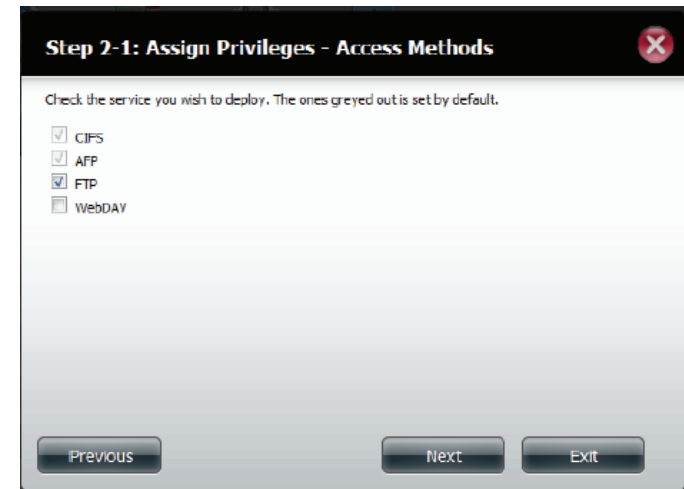 Step 2-1: Assign Privileges - Access Methods
Check the service you wish to deploy. The ones greyed out is set by default.
CIFS
AFP
FTP
WebDAV
Previous
Next
Exit